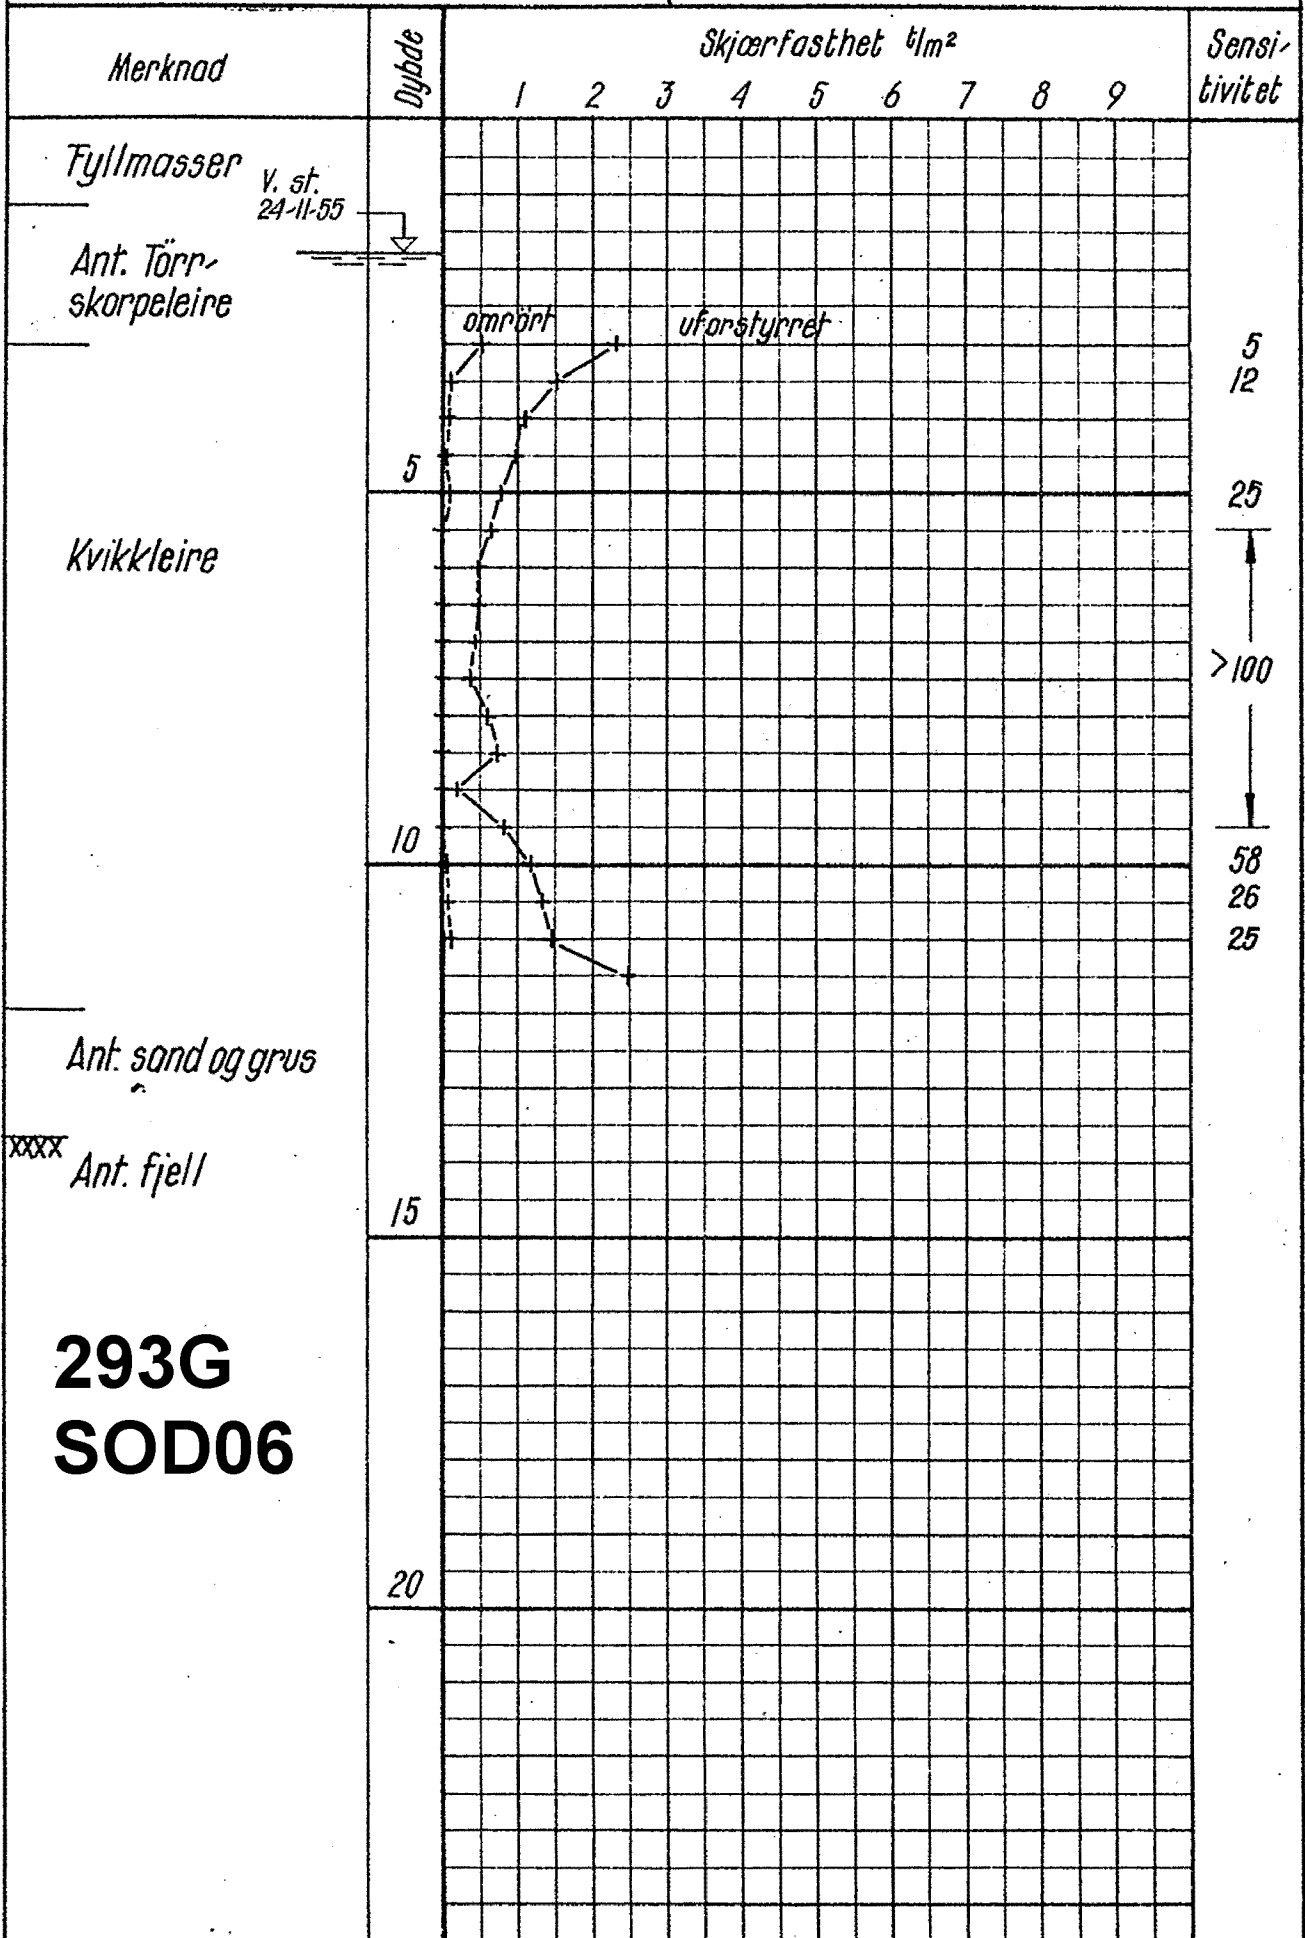 Merknad
Dybde
Skjærfasthet t/m²
1 2 3 4 5 6 7 8 9
Sensi-
tivitet
Fyllmasser
V. st.
24-11-55
Ant. Törr-
skorpeleire
omrört
uforstyrret
5
12
5
25
Kvikkleire
>100
10
58
26
25
Ant. sand og grus
XXXX
Ant. fjell
15
293G
SOD06
20